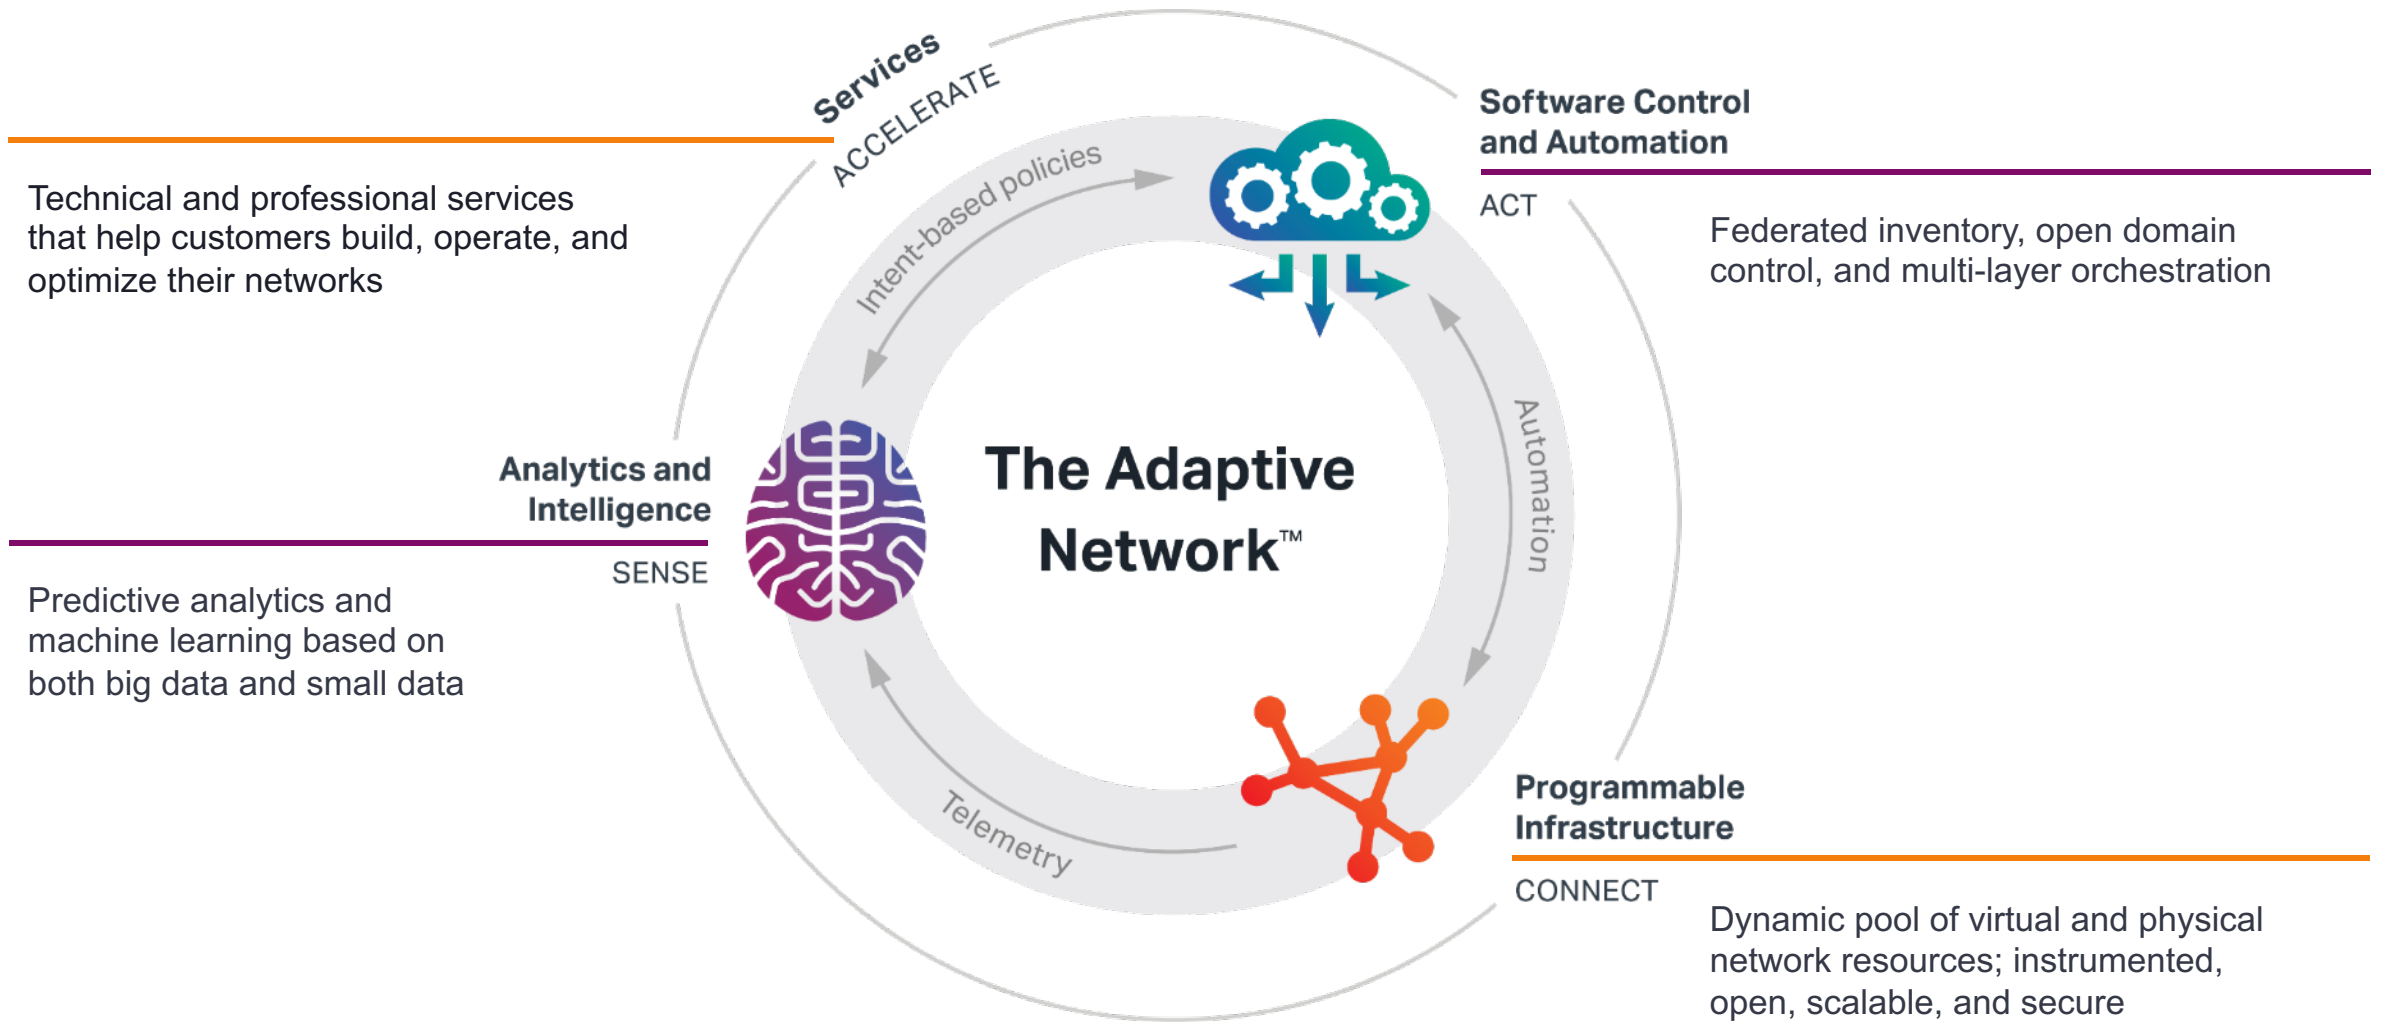 Services
ACCELERATE
Technical and professional services
that help customers build, operate, and
optimize their networks
Software Control
and Automation
ACT
Federated inventory, open domain
control, and multi-layer orchestration
Intent-based policies
Automation
The Adaptive
Network™
Analytics and
Intelligence
SENSE
Predictive analytics and
machine learning based on
both big data and small data
Telemetry
Programmable
Infrastructure
CONNECT
Dynamic pool of virtual and physical
network resources; instrumented,
open, scalable, and secure